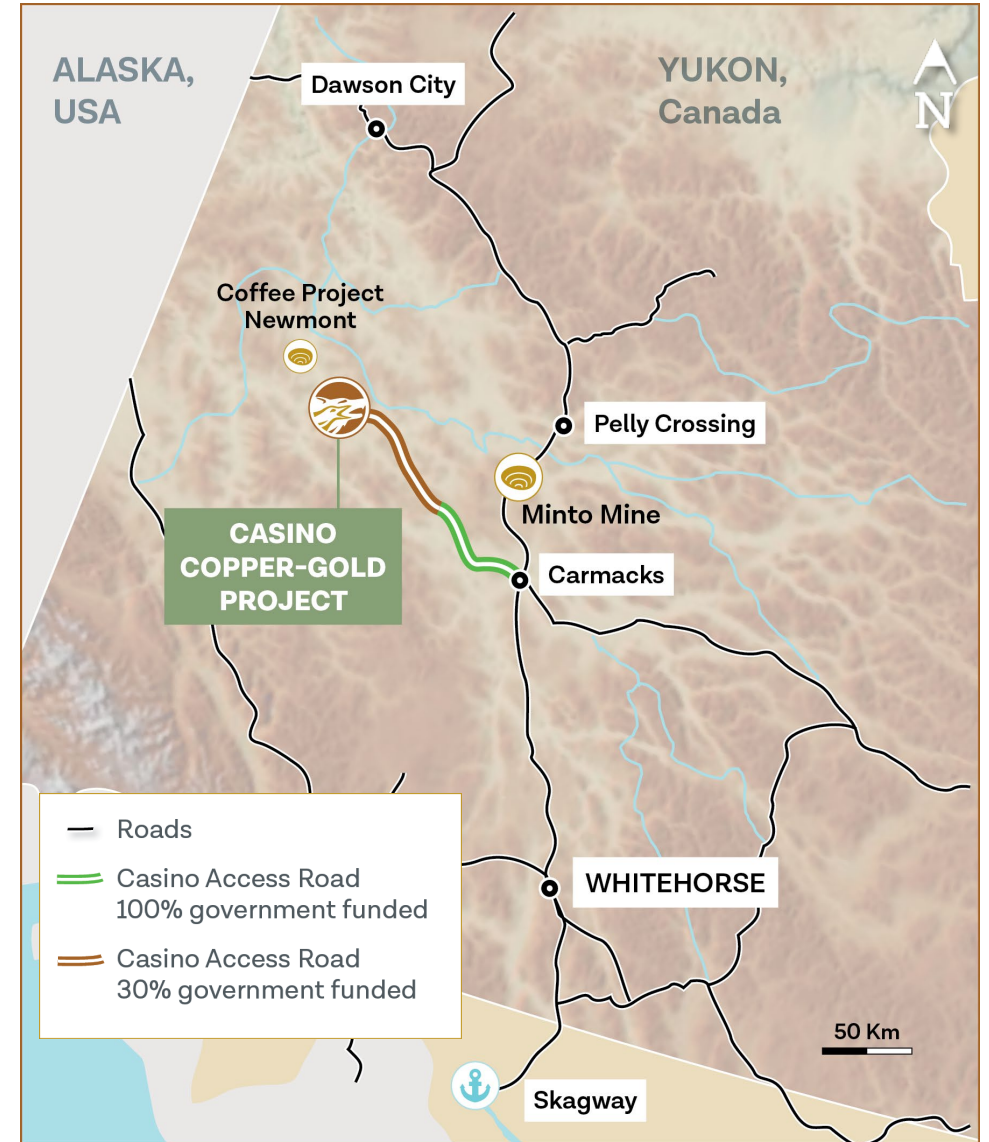 ALASKA,
USA
Dawson City
YUKON,
Canada
N
Coffee Project
Newmont
Pelly Crossing
Minto Mine
CASINO
COPPER-GOLD
PROJECT
Carmacks
Roads
Casino Access Road
100% government funded
Casino Access Road
30% government funded
WHITEHORSE
50 Km
Skagway